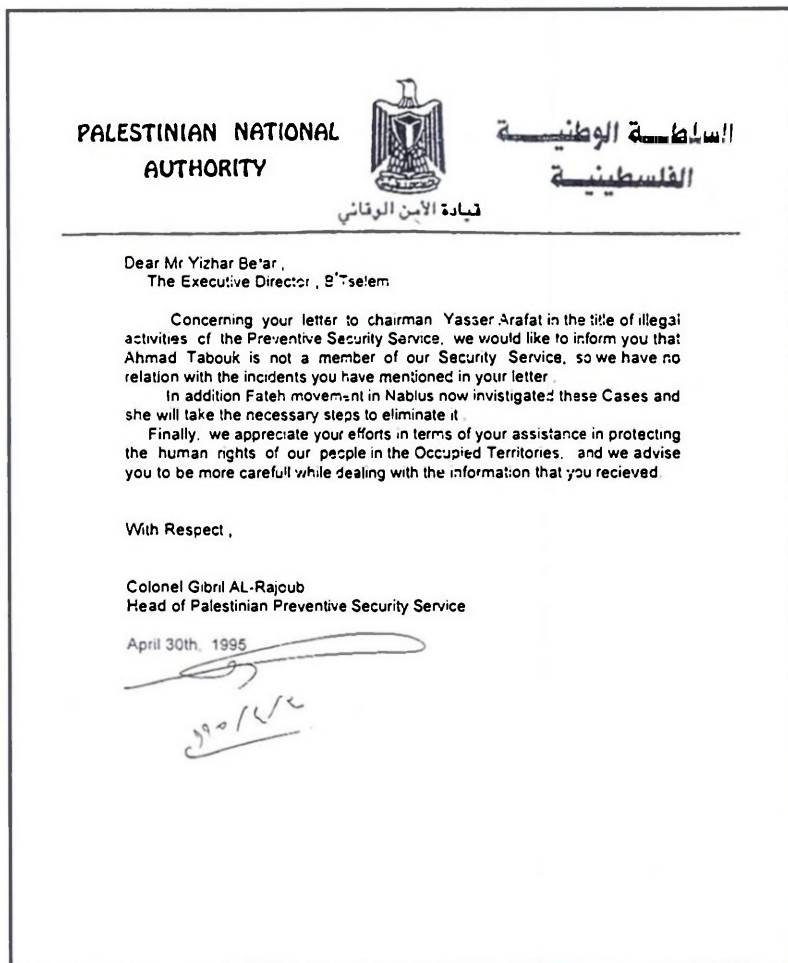 PALESTINIAN NATIONAL
AUTHORITY
السلطة الوطنية
الفلسطينية
قيادة الأمن الوقائي
Dear Mr Yizhar Be'ar ,
The Executive Director , B'Tselem
Concerning your letter to chairman Yasser Arafat in the title of illegal
activities of the Preventive Security Service, we would like to inform you that
Ahmad Tabouk is not a member of our Security Service, so we have no
relation with the incidents you have mentioned in your letter .
In addition Fateh movement in Nablus now invistigated these Cases and
she will take the necessary steps to eliminate it .
Finally, we appreciate your efforts in terms of your assistance in protecting
the human rights of our people in the Occupied Territories, and we advise
you to be more carefull while dealing with the information that you recieved.
With Respect ,
Colonel Gibril AL-Rajoub
Head of Palestinian Preventive Security Service
April 30th, 1995